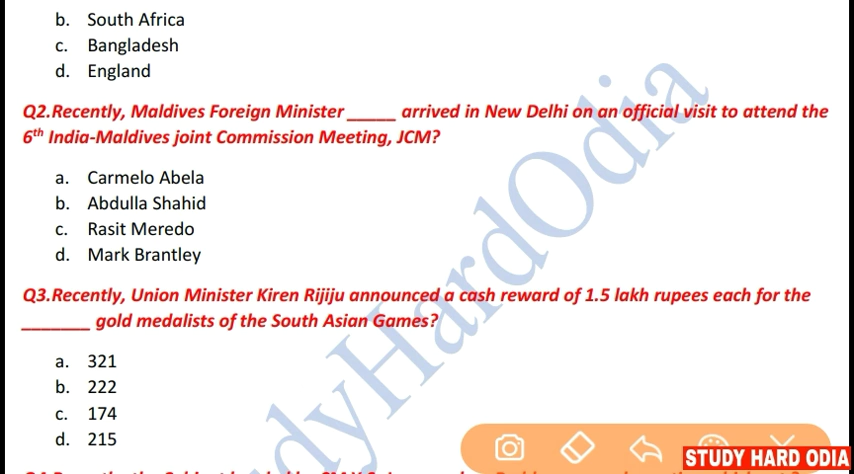 b. South Africa
c. Bangladesh
d. England
Q2.Recently, Maldives Foreign Minister _____ arrived in New Delhi on an official visit to attend the
6th India-Maldives joint Commission Meeting, JCM?
a. Carmelo Abela
b. Abdulla Shahid
c. Rasit Meredo
d. Mark Brantley
Q3.Recently, Union Minister Kiren Rijiju announced a cash reward of 1.5 lakh rupees each for the
_______ gold medalists of the South Asian Games?
a. 321
b. 222
c. 174
d. 215
dyHardOdia
STUDY HARD ODIA